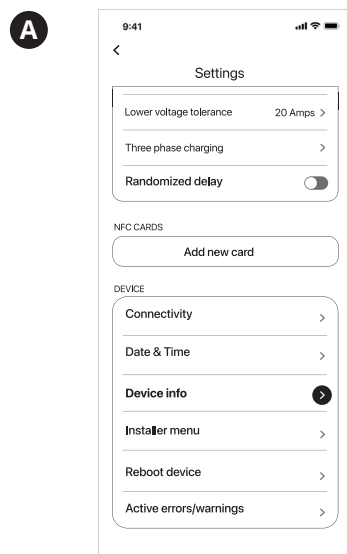 A
9:41
Settings
Lower voltage tolerance 20 Amps
Three phase charging
Randomized delay
NFC CARDS
Add new card
DEVICE
Connectivity
Date & Time
Device info
Installer menu
Reboot device
Active errors/warnings